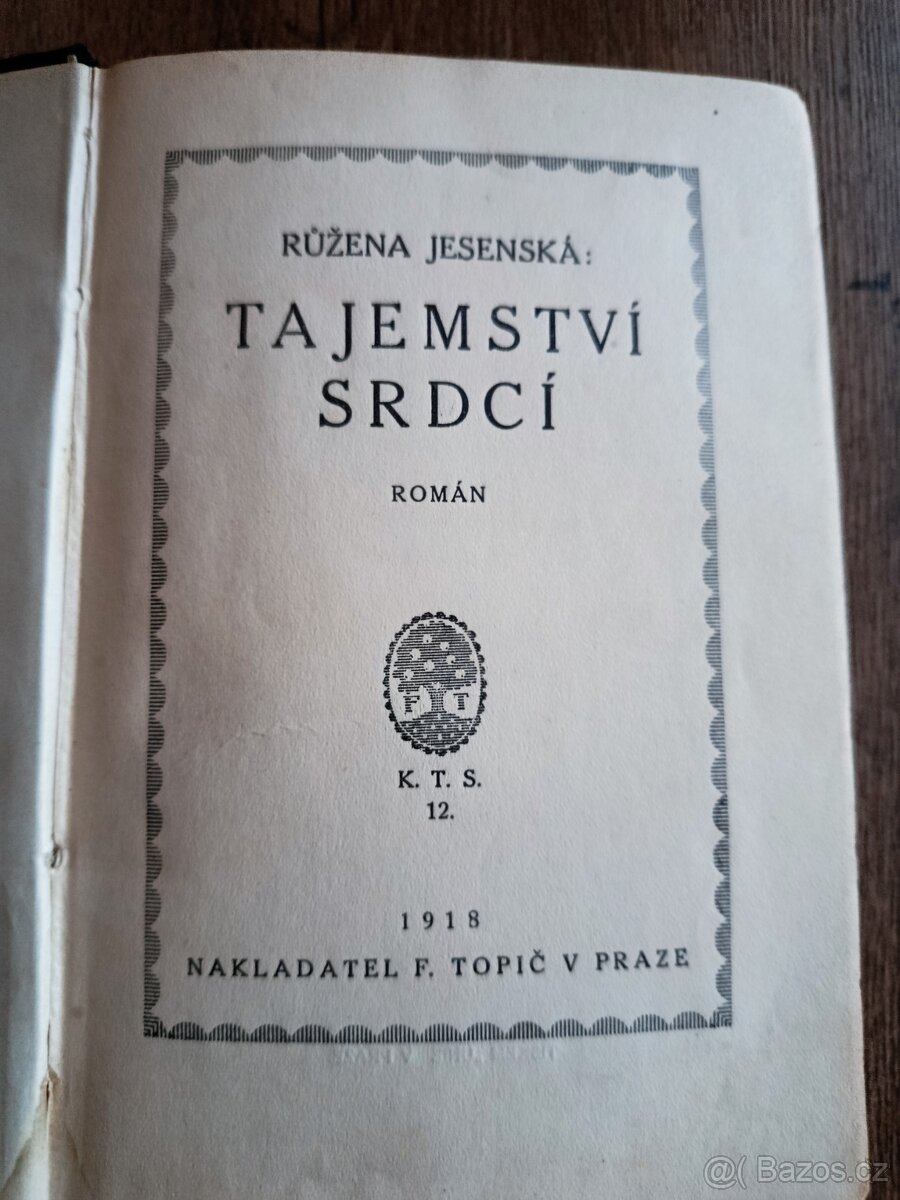 RŮŽENA JESENSKÁ:
TAJEMSTVÍ
SRDCÍ
ROMÁN
F T
K. T. S.
12.
1918
NAKLADATEL F. TOPIČ V PRAZE
@( Bazos.cz